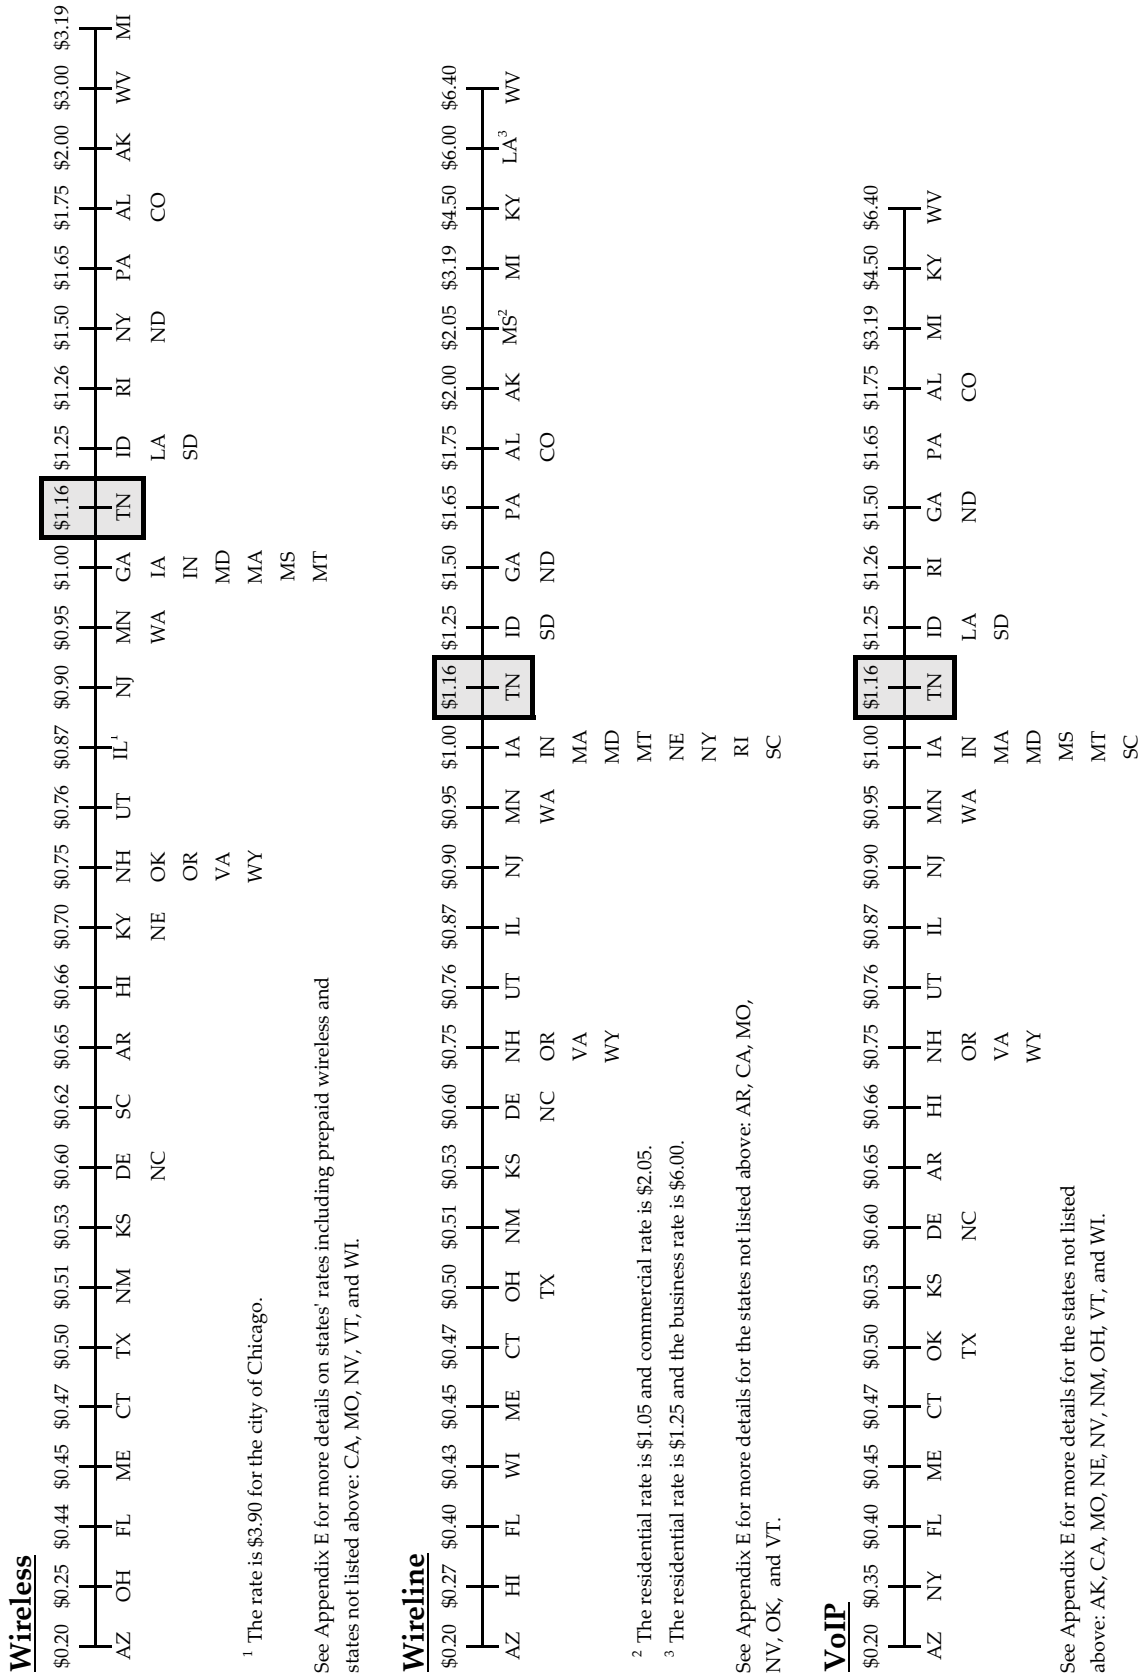 Wireless
$0.20 $0.25 $0.44 $0.45 $0.47 $0.50 $0.51 $0.53 $0.60 $0.62 $0.65 $0.66 $0.70 $0.75 $0.76 $0.87 $0.90 $0.95 $1.00 $1.16 $1.25 $1.26 $1.50 $1.65 $1.75 $2.00 $3.00 $3.19
AZ OH FL ME CT TX NM KS DE SC AR HI KY NH UT IL¹ NJ MN GA TN ID RI NY PA AL AK WV MI
NC NE OK WA IA LA ND CO
OR IN SD
VA MD
WY MA
MS
MT
¹ The rate is $3.90 for the city of Chicago.
See Appendix E for more details on states' rates including prepaid wireless and
states not listed above: CA, MO, NV, VT, and WI.
Wireline
$0.20 $0.27 $0.40 $0.43 $0.45 $0.47 $0.50 $0.51 $0.53 $0.60 $0.75 $0.76 $0.87 $0.90 $0.95 $1.00 $1.16 $1.25 $1.50 $1.65 $1.75 $2.00 $2.05 $3.19 $4.50 $6.00 $6.40
AZ HI FL WI ME CT OH NM KS DE NH UT IL NJ MN IA TN ID GA PA AL AK MS² MI KY LA³ WV
TX NC OR WA IN SD ND CO
VA MA
WY MD
MT
NE
NY
RI
SC
² The residential rate is $1.05 and commercial rate is $2.05.
³ The residential rate is $1.25 and the business rate is $6.00.
See Appendix E for more details for the states not listed above: AR, CA, MO,
NV, OK, and VT.
VoIP
$0.20 $0.35 $0.40 $0.45 $0.47 $0.50 $0.53 $0.60 $0.65 $0.66 $0.75 $0.76 $0.87 $0.90 $0.95 $1.00 $1.16 $1.25 $1.26 $1.50 $1.65 $1.75 $3.19 $4.50 $6.40
AZ NY FL ME CT OK KS DE AR HI NH UT IL NJ MN IA TN ID RI GA PA AL MI KY WV
TX NC OR WA IN LA ND CO
VA MA SD
WY MD
MS
MT
SC
See Appendix E for more details for the states not listed
above: AK, CA, MO, NE, NV, NM, OH, VT, and WI.